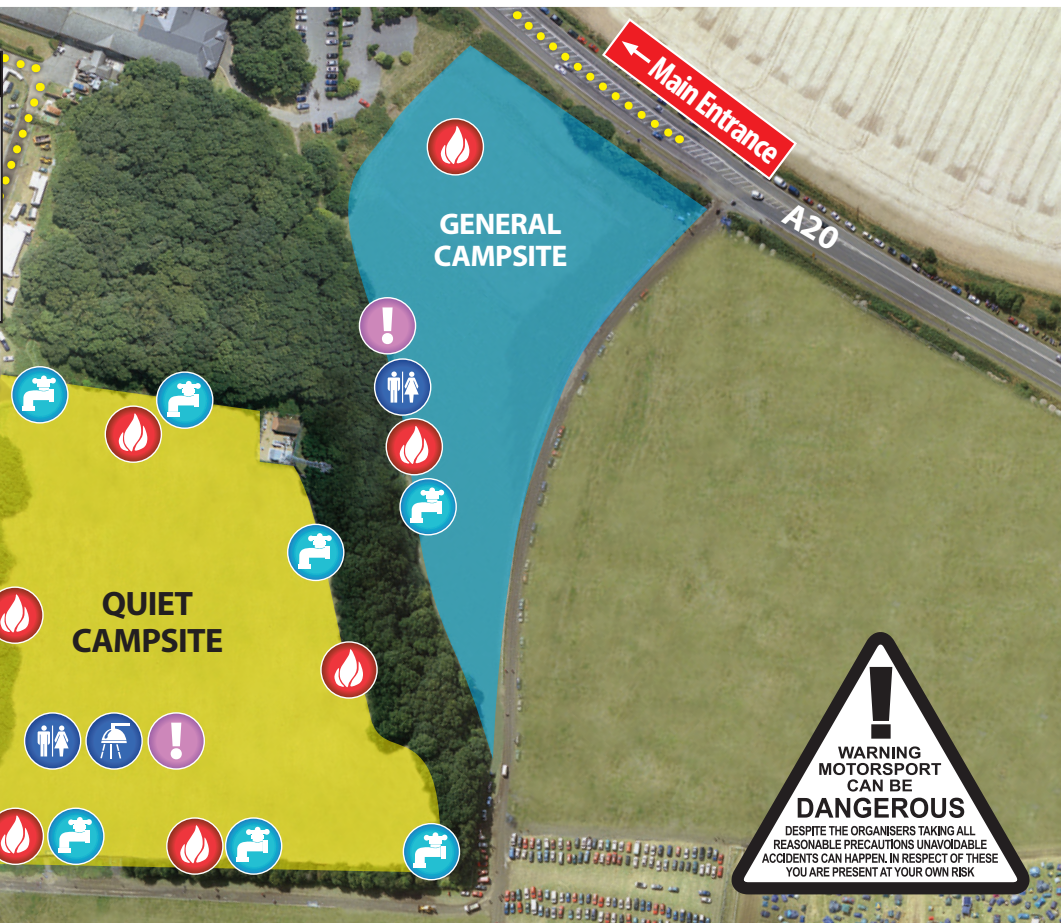 ← Main Entrance
A20
GENERAL
CAMPSITE
QUIET
CAMPSITE
!
WARNING
MOTORSPORT
CAN BE
DANGEROUS
DESPITE THE ORGANISERS TAKING ALL
REASONABLE PRECAUTIONS UNAVOIDABLE
ACCIDENTS CAN HAPPEN. IN RESPECT OF THESE
YOU ARE PRESENT AT YOUR OWN RISK